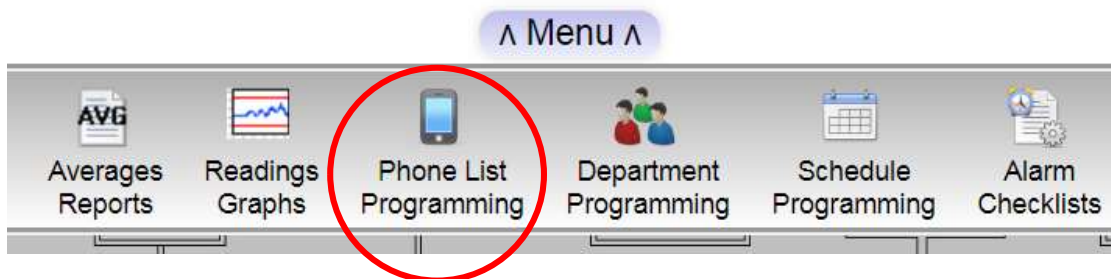 ∧ Menu ∧
AVG
Averages Reports
Readings Graphs
Phone List Programming
Department Programming
Schedule Programming
Alarm Checklists